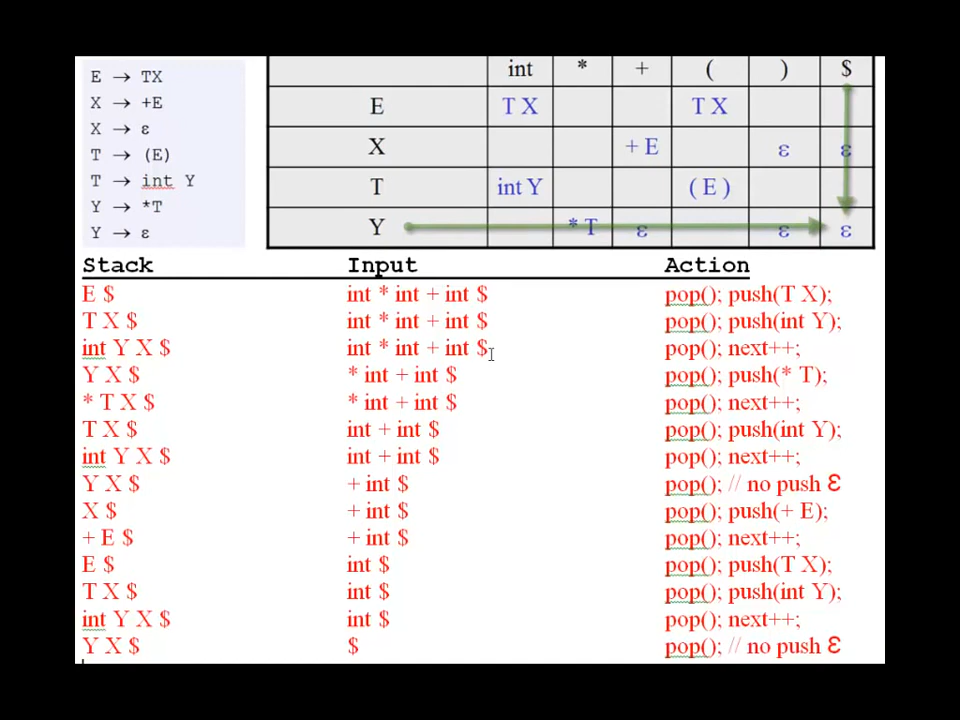 E → TX
X → +E
X → ε
T → (E)
T → int Y
Y → *T
Y → ε
int * + ( ) $
E T X T X
X + E ε ε
T int Y ( E )
Y * T ε ε ε
Stack Input Action
E $ int * int + int $ pop(); push(T X);
T X $ int * int + int $ pop(); push(int Y);
int Y X $ int * int + int $ pop(); next++;
Y X $ * int + int $ pop(); push(* T);
* T X $ * int + int $ pop(); next++;
T X $ int + int $ pop(); push(int Y);
int Y X $ int + int $ pop(); next++;
Y X $ + int $ pop(); // no push ε
X $ + int $ pop(); push(+ E);
+ E $ + int $ pop(); next++;
E $ int $ pop(); push(T X);
T X $ int $ pop(); push(int Y);
int Y X $ int $ pop(); next++;
Y X $ $ pop(); // no push ε